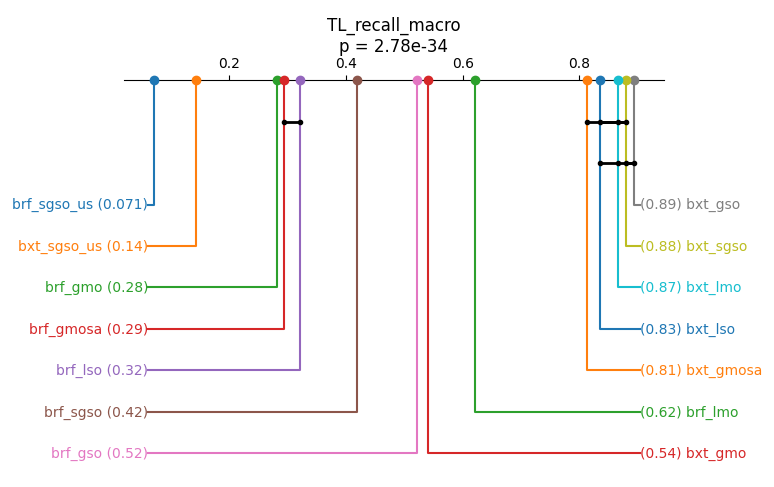 TL_recall_macro
p = 2.78e-34
0.2 0.4 0.6 0.8
brf_sgso_us (0.071) (0.89) bxt_gso
bxt_sgso_us (0.14) (0.88) bxt_sgso
brf_gmo (0.28) (0.87) bxt_lmo
brf_gmosa (0.29) (0.83) bxt_lso
brf_lso (0.32) (0.81) bxt_gmosa
brf_sgso (0.42) (0.62) brf_lmo
brf_gso (0.52) (0.54) bxt_gmo